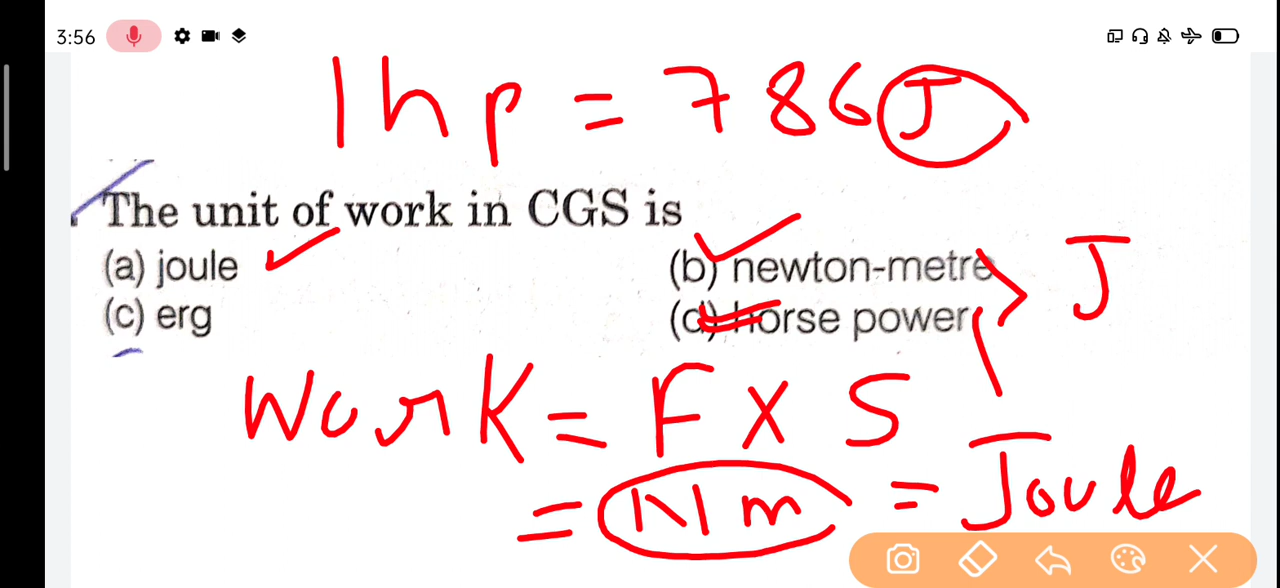 3:56
1hp = 786 J
The unit of work in CGS is
(a) joule (b) newton-metre
(c) erg (d) horse power
J
Work = F X S
= Nm = Joule